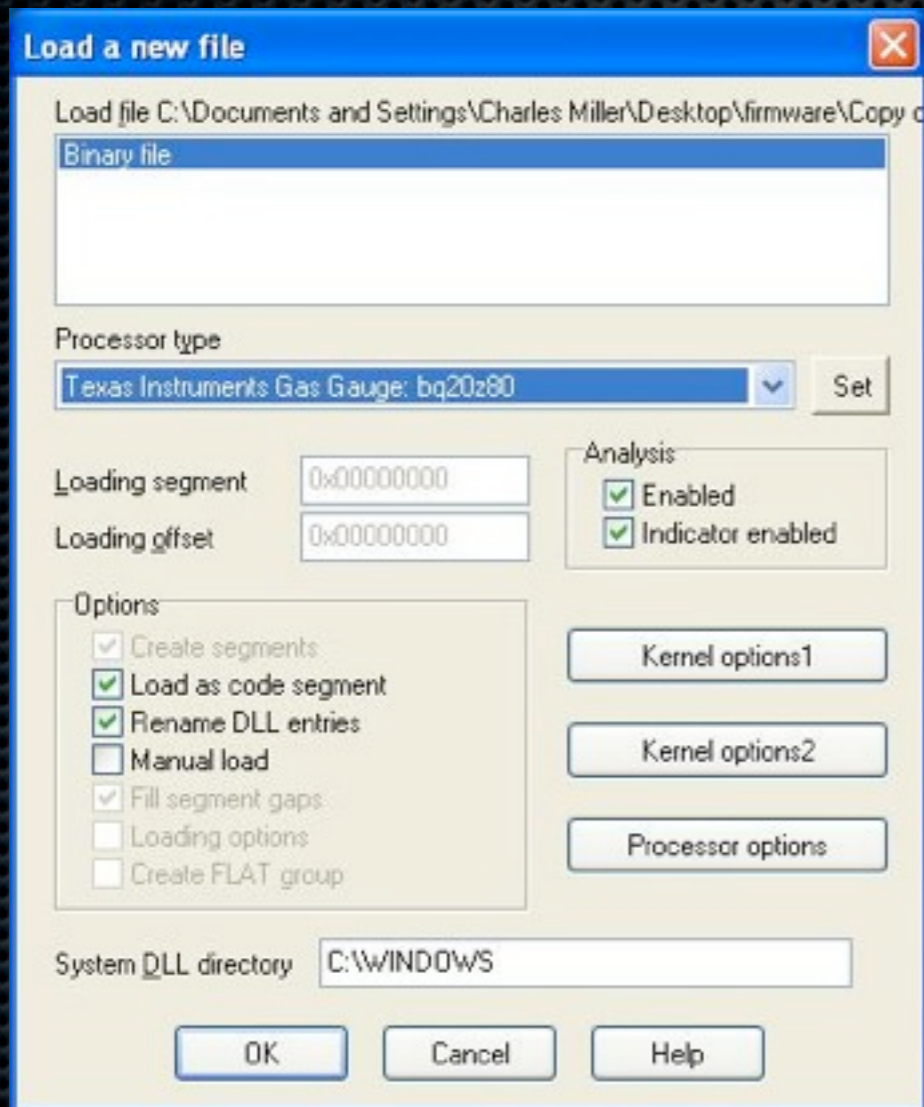 Load a new file
Load file C:\Documents and Settings\Charles Miller\Desktop\firmware\Copy
Binary file
Processor type
Texas Instruments Gas Gauge: bq20z80
Set
Loading segment 0x00000000
Loading offset 0x00000000
Analysis
Enabled
Indicator enabled
Options
Create segments
Load as code segment
Rename DLL entries
Manual load
Fill segment gaps
Loading options
Create FLAT group
Kernel options1
Kernel options2
Processor options
System DLL directory C:\WINDOWS
OK Cancel Help